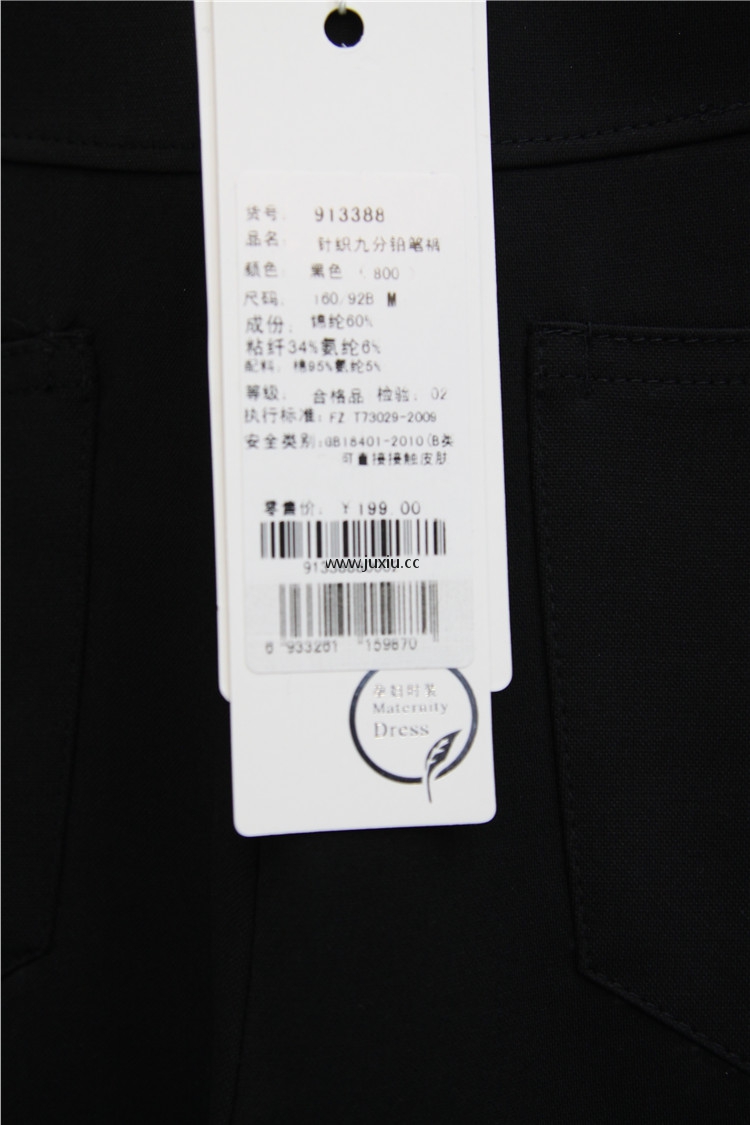 货号: 913388
品名: 针织九分铅笔裤
颜色: 黑色 (800)
尺码: 160/92B M
成份: 锦纶60%
粘纤34%氨纶6%
配料: 棉95%氨纶5%
等级: 合格品 检验: 02
执行标准: FZ T73029-2009
安全类别:GB18401-2010(B类
可直接接触皮肤
零售价: ¥199.00
www.juxiu.cc
6 933261 159870
孕妇时装
Maternity
Dress